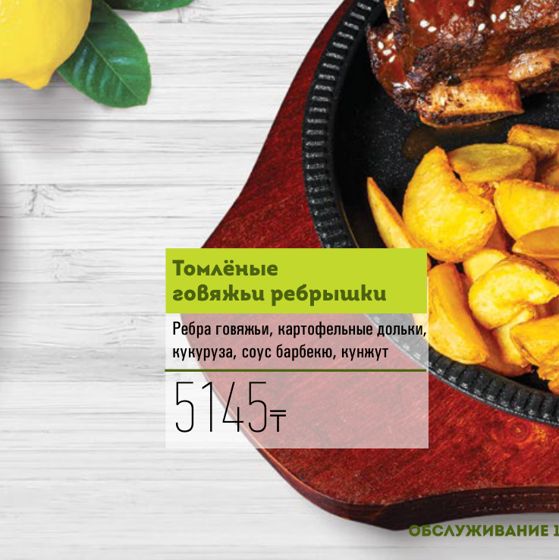 Томлёные
говяжьи ребрышки
Ребра говяжьи, картофельные дольки,
кукуруза, соус барбекю, кунжут
5145₸
ОБСЛУЖИВАНИЕ